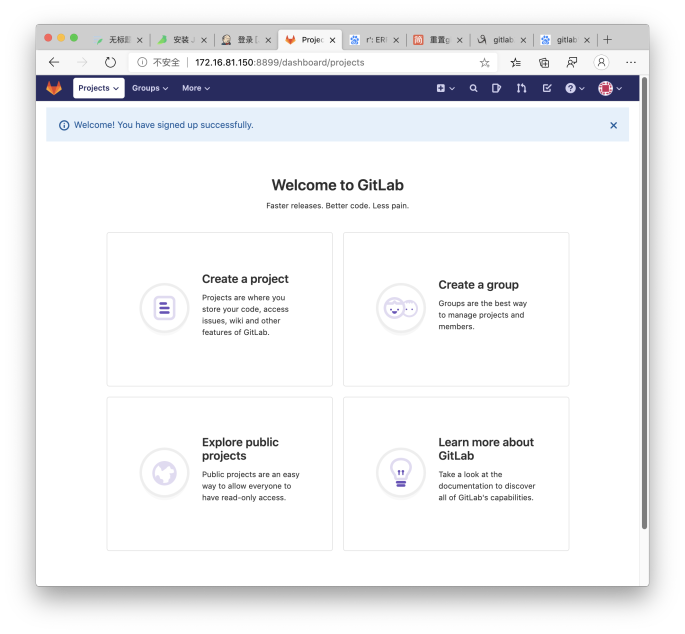 无标题
安装
登录
Projec
r': ERR
重置g
gitlab
gitlab
不安全 | 172.16.81.150:8899/dashboard/projects
Projects Groups More
Welcome! You have signed up successfully.
Welcome to GitLab
Faster releases. Better code. Less pain.
Create a project
Projects are where you
store your code, access
issues, wiki and other
features of GitLab.
Create a group
Groups are the best way
to manage projects and
members.
Explore public
projects
Public projects are an easy
way to allow everyone to
have read-only access.
Learn more about
GitLab
Take a look at the
documentation to discover
all of GitLab's capabilities.